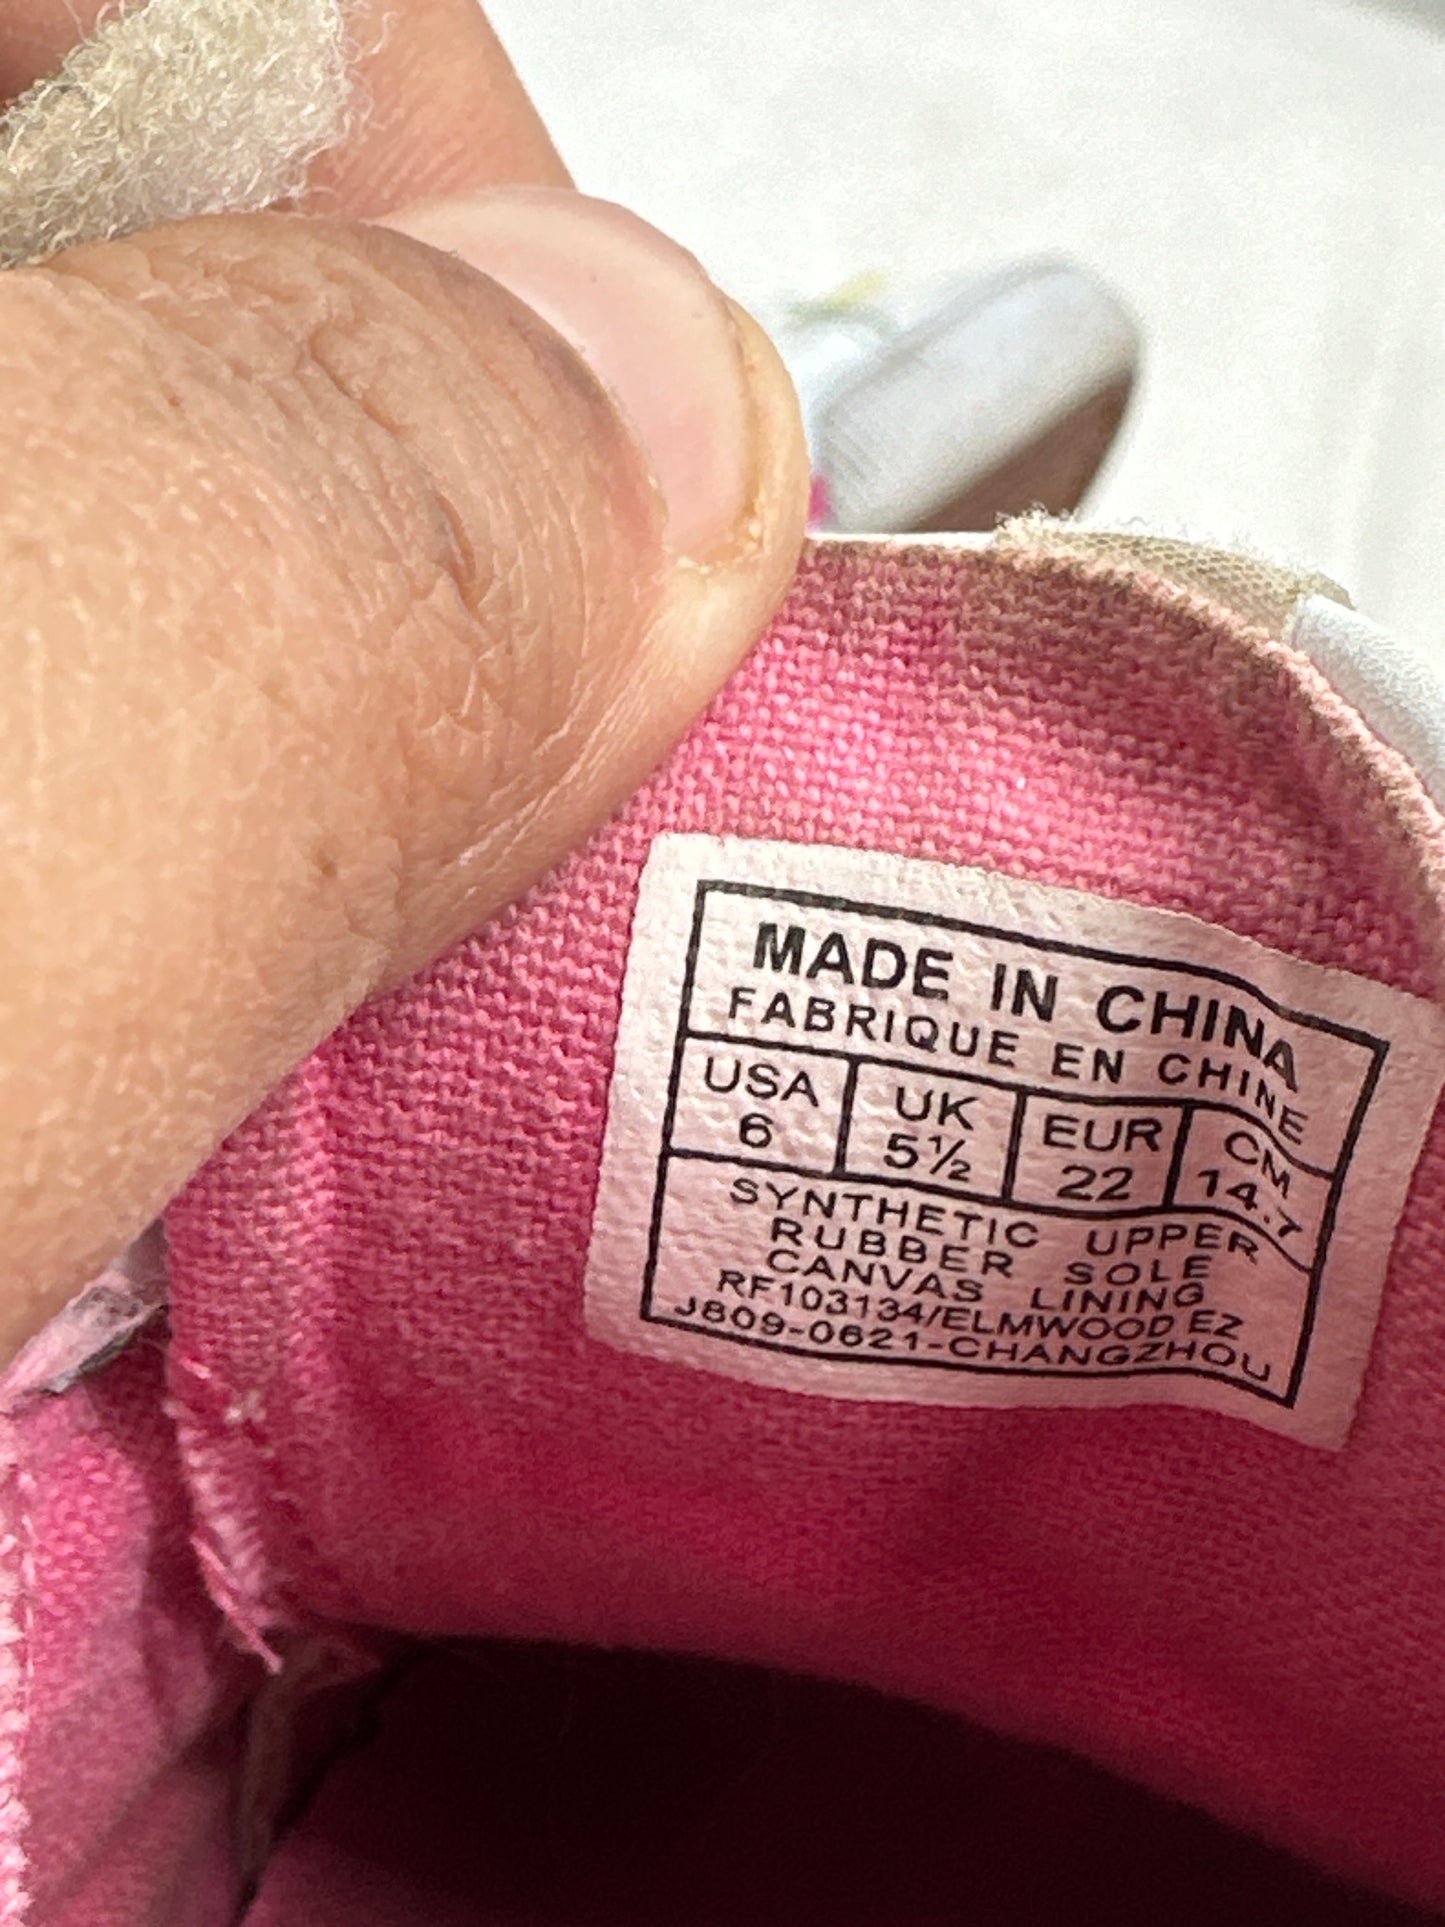 MADE IN CHINA
FABRIQUE EN CHINE
USA UK EUR CM
6 5½ 22 14.7
SYNTHETIC UPPER
RUBBER SOLE
CANVAS LINING
RF103134/ELMWOOD EZ
J809-0621-CHANGZHOU